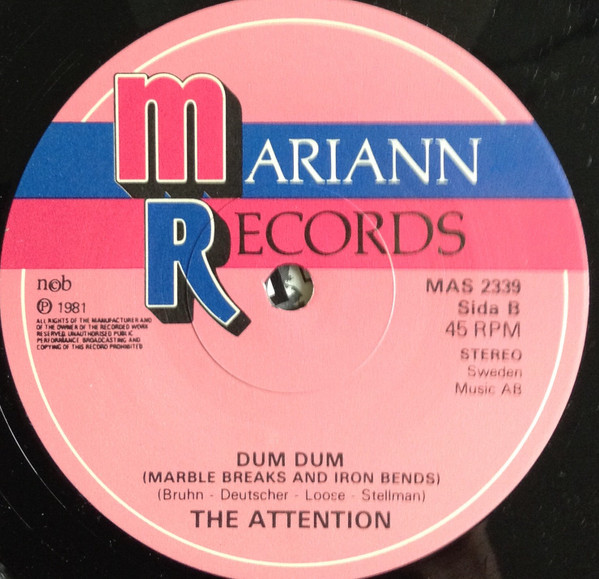 MARIANN
RECORDS
n©b
Ⓟ 1981
ALL RIGHTS OF THE MANUFACTURER AND
OF THE OWNER OF THE RECORDED WORK
RESERVED. UNAUTHORISED PUBLIC
PERFORMANCE BROADCASTING AND
COPYING OF THIS RECORD PROHIBITED
MAS 2339
Sida B
45 RPM
STEREO
Sweden
Music AB
DUM DUM
(MARBLE BREAKS AND IRON BENDS)
(Bruhn - Deutscher - Loose - Stellman)
THE ATTENTION